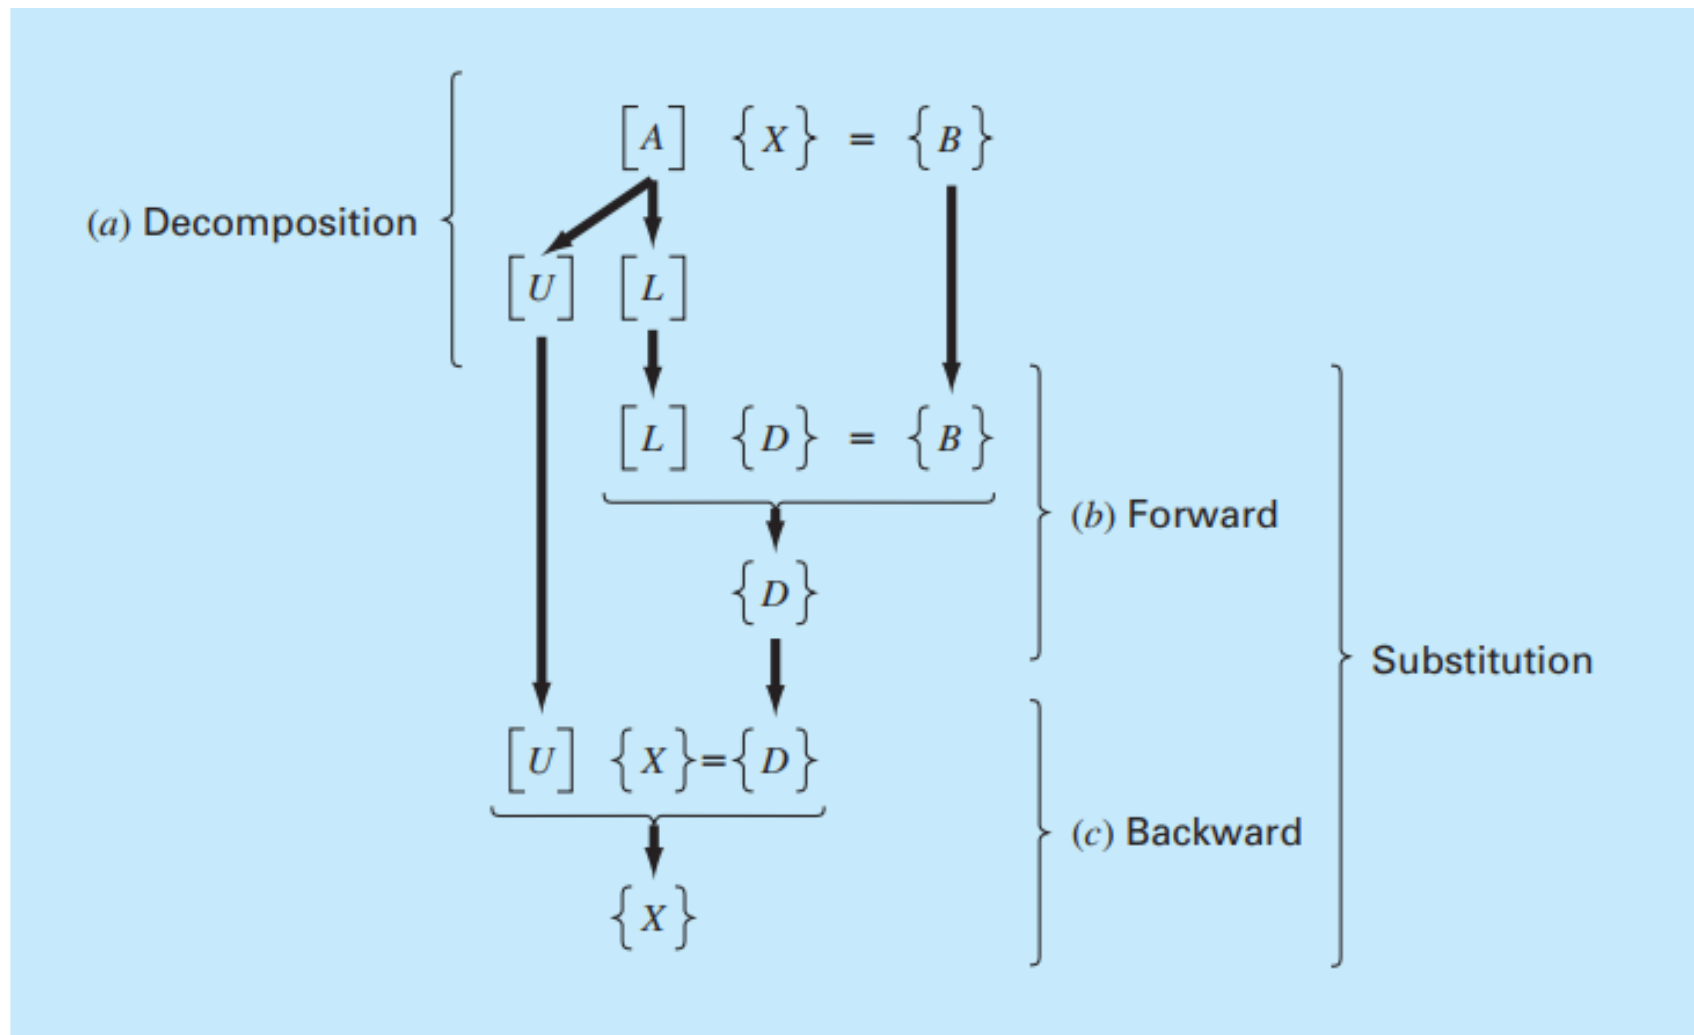 [A] {X} = {B}
(a) Decomposition
[U] [L]
[L] {D} = {B}
(b) Forward
{D}
Substitution
[U] {X}={D}
(c) Backward
{X}